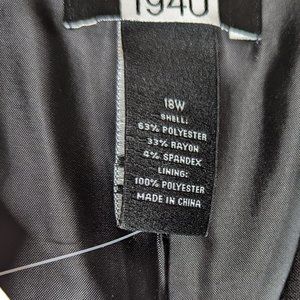 1940
18W
SHELL:
63% POLYESTER
33% RAYON
4% SPANDEX
LINING:
100% POLYESTER
MADE IN CHINA